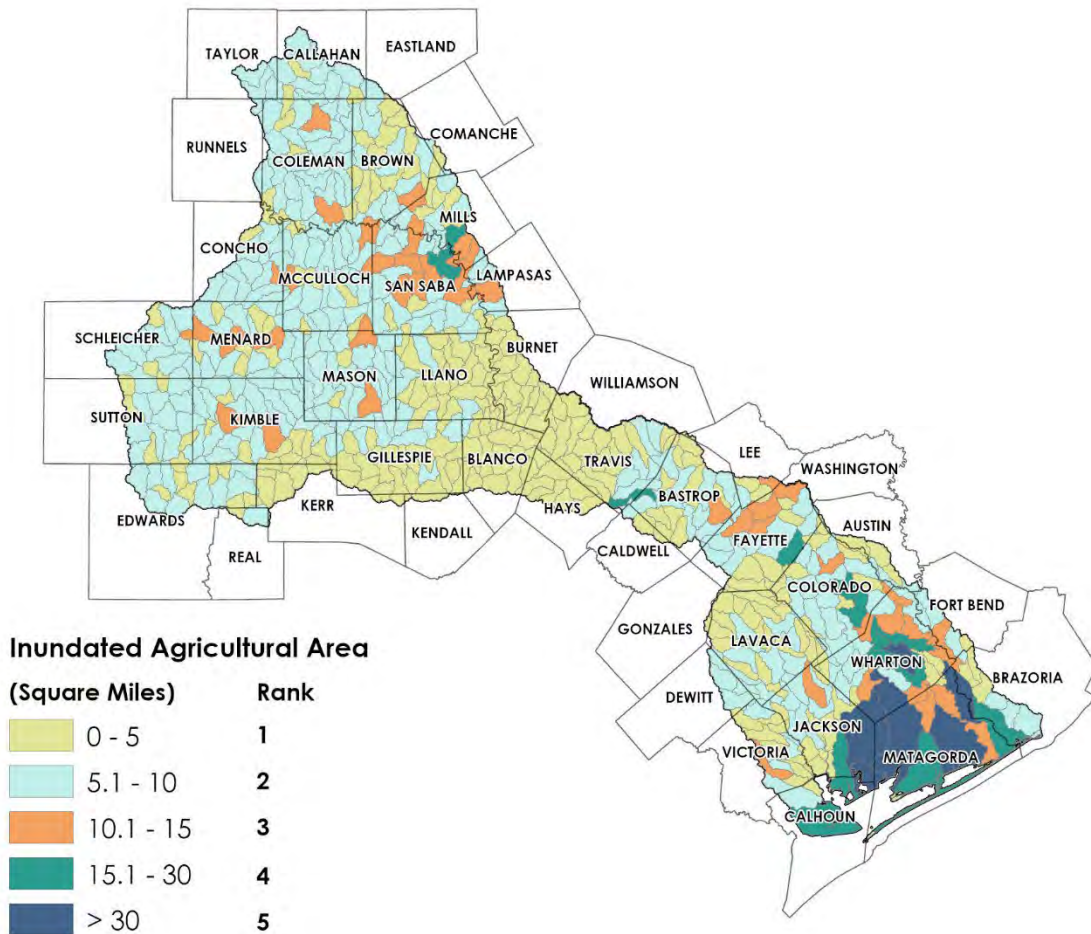 EASTLAND
CALLAHAN
TAYLOR
COMANCHE
RUNNELS
COLEMAN
BROWN
MILLS
CONCHO
MCCULLOCH
SAN SABA
LAMPASAS
SCHLEICHER
MENARD
BURNET
MASON
LLANO
WILLIAMSON
SUTTON
KIMBLE
LEE
GILLESPIE
BLANCO
TRAVIS
WASHINGTON
BASTROP
EDWARDS
KERR
HAYS
AUSTIN
KENDALL
FAYETTE
REAL
CALDWELL
COLORADO
FORT BEND
GONZALES
LAVACA
WHARTON
BRAZORIA
DEWITT
JACKSON
VICTORIA
MATAGORDA
CALHOUN
Inundated Agricultural Area
(Square Miles) Rank
0 - 5 1
5.1 - 10 2
10.1 - 15 3
15.1 - 30 4
> 30 5